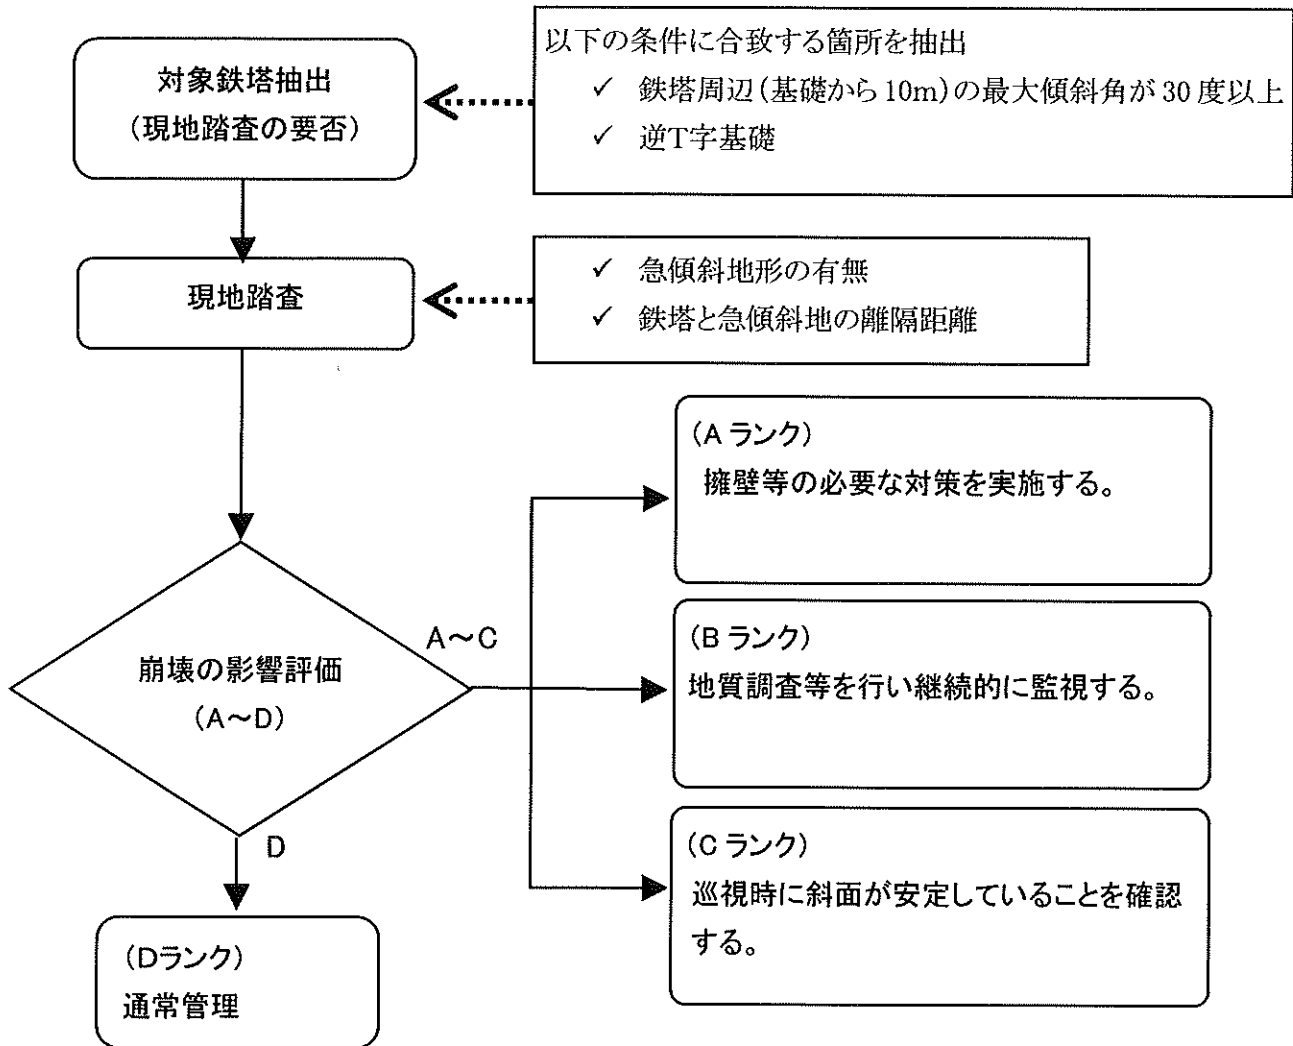 対象鉄塔抽出
（現地踏査の要否）
以下の条件に合致する箇所を抽出
✓ 鉄塔周辺（基礎から10m）の最大傾斜角が30度以上
✓ 逆T字基礎
現地踏査
✓ 急傾斜地形の有無
✓ 鉄塔と急傾斜地の離隔距離
崩壊の影響評価
（A～D）
A～C
D
（Aランク）
擁壁等の必要な対策を実施する。
（Bランク）
地質調査等を行い継続的に監視する。
（Cランク）
巡視時に斜面が安定していることを確認
する。
（Dランク）
通常管理